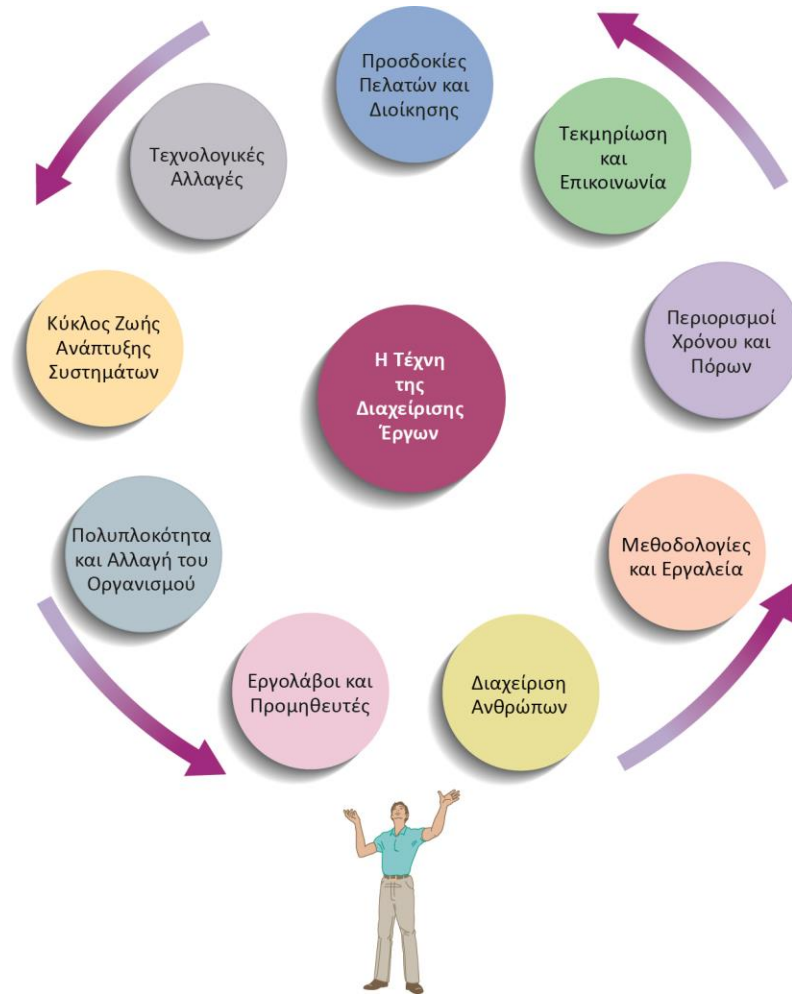 Προσδοκίες
Πελατών και
Διοίκησης
Τεκμηρίωση
και
Επικοινωνία
Τεχνολογικές
Αλλαγές
Κύκλος Ζωής
Ανάπτυξης
Συστημάτων
Περιορισμοί
Χρόνου και
Πόρων
Η Τέχνη
της
Διαχείρισης
Έργων
Πολυπλοκότητα
και Αλλαγή του
Οργανισμού
Μεθοδολογίες
και Εργαλεία
Εργολάβοι και
Προμηθευτές
Διαχείριση
Ανθρώπων